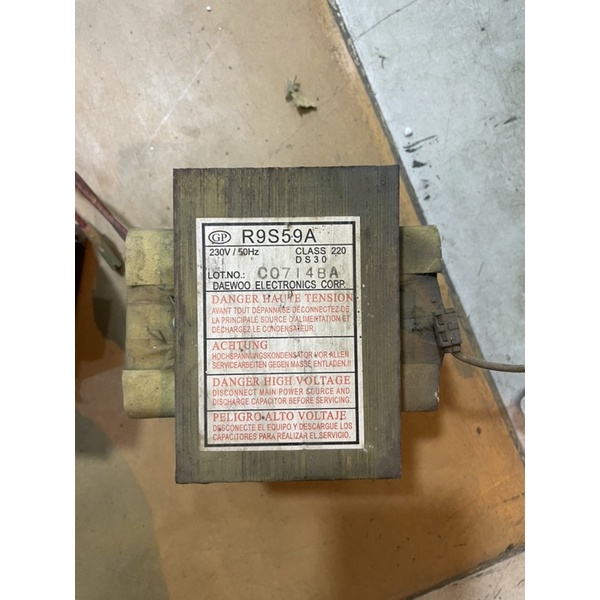 GP R9S59A
230V / 50Hz CLASS 220
DS30
LOT.NO.: C0714BA
DAEWOO ELECTRONICS CORP.
DANGER HAUTE TENSION
AVANT TOUT DÉPANNAGE DÉCONNECTEZ-DE
LA PRINCIPALE SOURCE D'ALIMENTATION ET
DÉCHARGEZ LE CONDENSATEUR.
ACHTUNG
HOCHSPANNUNGSKONDENSATOR VOR ALLEN
SERVICEARBEITEN GEGEN MASSE ENTLADEN.!!
DANGER HIGH VOLTAGE
DISCONNECT MAIN POWER SOURCE AND
DISCHARGE CAPACITOR BEFORE SERVICING.
PELIGRO ALTO VOLTAJE
DESCONECTE EL EQUIPO Y DESCARGUE LOS
CAPACITORES PARA REALIZAR EL SERVICIO.